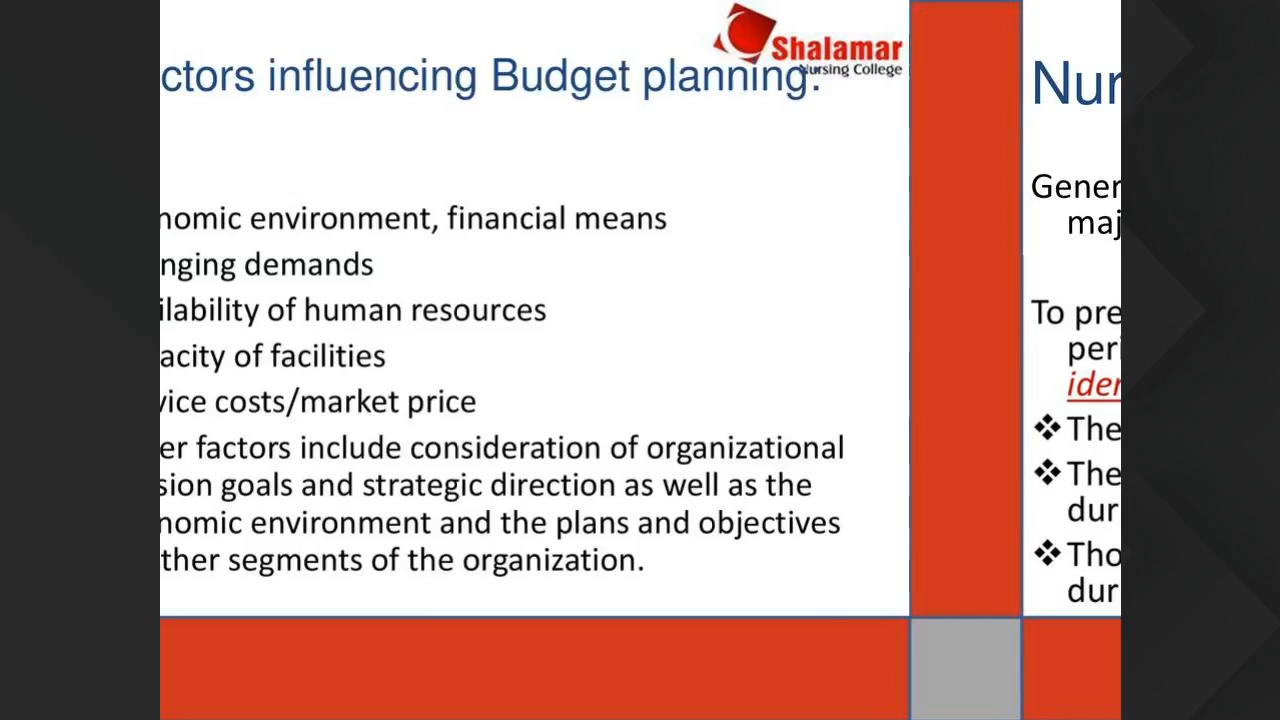 Shalamar
Nursing College
ctors influencing Budget planning.
nomic environment, financial means
nging demands
ilability of human resources
acity of facilities
vice costs/market price
er factors include consideration of organizational
sion goals and strategic direction as well as the
nomic environment and the plans and objectives
ther segments of the organization.
Nur
Gener
maj
To pre
peri
iden
❖ The
❖ The
dur
❖ Tho
dur